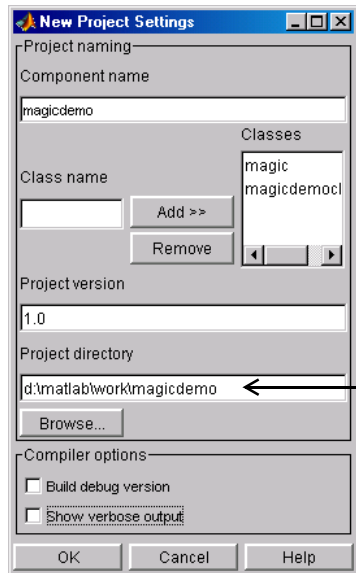 New Project Settings
Project naming
Component name
magicdemo
Classes
magic
magicdemocl
Class name
Add >>
Remove
Project version
1.0
Project directory
d:\matlab\work\magicdemo
Browse...
Compiler options
Build debug version
Show verbose output
OK Cancel Help